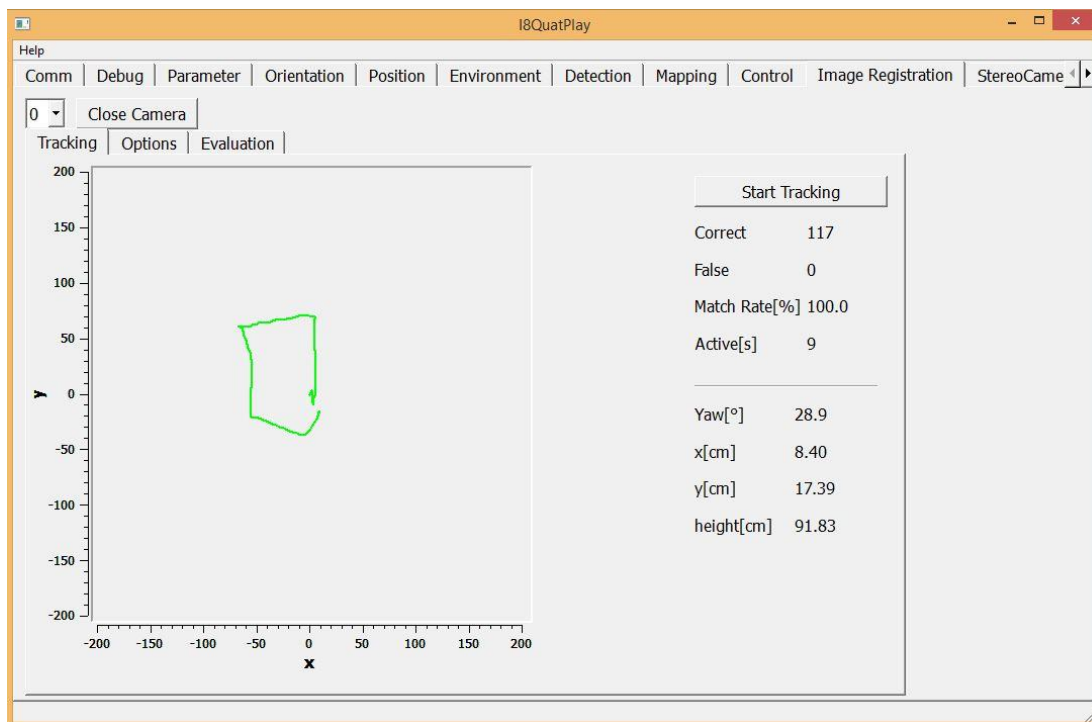 I8QuatPlay
Help
Comm Debug Parameter Orientation Position Environment Detection Mapping Control Image Registration StereoCame
0 Close Camera
Tracking Options Evaluation
Start Tracking
Correct 117
False 0
Match Rate[%] 100.0
Active[s] 9
Yaw[°] 28.9
x[cm] 8.40
y[cm] 17.39
height[cm] 91.83
200
150
100
50
y 0
-50
-100
-150
-200
-200 -150 -100 -50 0 50 100 150 200
x